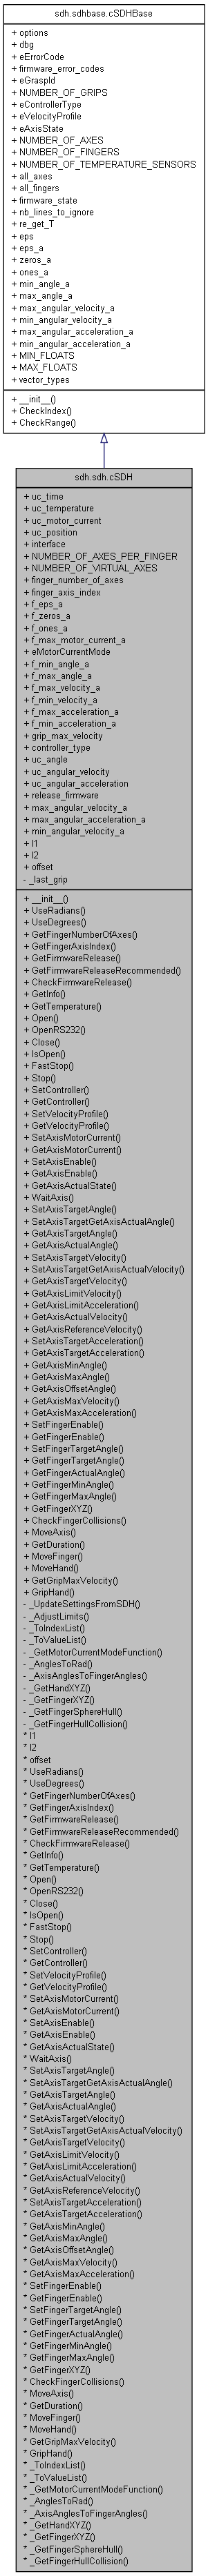 sdh.sdhbase.cSDHBase
+ options
+ dbg
+ eErrorCode
+ firmware_error_codes
+ eGraspId
+ NUMBER_OF_GRIPS
+ eControllerType
+ eVelocityProfile
+ eAxisState
+ NUMBER_OF_AXES
+ NUMBER_OF_FINGERS
+ NUMBER_OF_TEMPERATURE_SENSORS
+ all_axes
+ all_fingers
+ firmware_state
+ nb_lines_to_ignore
+ re_get_T
+ eps
+ eps_a
+ zeros_a
+ ones_a
+ min_angle_a
+ max_angle_a
+ max_angular_velocity_a
+ min_angular_velocity_a
+ max_angular_acceleration_a
+ min_angular_acceleration_a
+ MIN_FLOATS
+ MAX_FLOATS
+ vector_types
+ __init__()
+ CheckIndex()
+ CheckRange()
sdh.sdh.cSDH
+ uc_time
+ uc_temperature
+ uc_motor_current
+ uc_position
+ interface
+ NUMBER_OF_AXES_PER_FINGER
+ NUMBER_OF_VIRTUAL_AXES
+ finger_number_of_axes
+ finger_axis_index
+ f_eps_a
+ f_zeros_a
+ f_ones_a
+ f_max_motor_current_a
+ eMotorCurrentMode
+ f_min_angle_a
+ f_max_angle_a
+ f_max_velocity_a
+ f_min_velocity_a
+ f_max_acceleration_a
+ f_min_acceleration_a
+ grip_max_velocity
+ controller_type
+ uc_angle
+ uc_angular_velocity
+ uc_angular_acceleration
+ release_firmware
+ max_angular_velocity_a
+ max_angular_acceleration_a
+ min_angular_velocity_a
+ l1
+ l2
+ offset
- _last_grip
+ __init__()
+ UseRadians()
+ UseDegrees()
+ GetFingerNumberOfAxes()
+ GetFingerAxisIndex()
+ GetFirmwareRelease()
+ GetFirmwareReleaseRecommended()
+ CheckFirmwareRelease()
+ GetInfo()
+ GetTemperature()
+ Open()
+ OpenRS232()
+ Close()
+ IsOpen()
+ FastStop()
+ Stop()
+ SetController()
+ GetController()
+ SetVelocityProfile()
+ GetVelocityProfile()
+ SetAxisMotorCurrent()
+ GetAxisMotorCurrent()
+ SetAxisEnable()
+ GetAxisEnable()
+ GetAxisActualState()
+ WaitAxis()
+ SetAxisTargetAngle()
+ SetAxisTargetGetAxisActualAngle()
+ GetAxisTargetAngle()
+ GetAxisActualAngle()
+ SetAxisTargetVelocity()
+ SetAxisTargetGetAxisActualVelocity()
+ GetAxisTargetVelocity()
+ GetAxisLimitVelocity()
+ GetAxisLimitAcceleration()
+ GetAxisActualVelocity()
+ GetAxisReferenceVelocity()
+ SetAxisTargetAcceleration()
+ GetAxisTargetAcceleration()
+ GetAxisMinAngle()
+ GetAxisMaxAngle()
+ GetAxisOffsetAngle()
+ GetAxisMaxVelocity()
+ GetAxisMaxAcceleration()
+ SetFingerEnable()
+ GetFingerEnable()
+ SetFingerTargetAngle()
+ GetFingerTargetAngle()
+ GetFingerActualAngle()
+ GetFingerMinAngle()
+ GetFingerMaxAngle()
+ GetFingerXYZ()
+ CheckFingerCollisions()
+ MoveAxis()
+ GetDuration()
+ MoveFinger()
+ MoveHand()
+ GetGripMaxVelocity()
+ GripHand()
- _UpdateSettingsFromSDH()
- _AdjustLimits()
- _ToIndexList()
- _ToValueList()
- _GetMotorCurrentModeFunction()
- _AnglesToRad()
- _AxisAnglesToFingerAngles()
- _GetHandXYZ()
- _GetFingerXYZ()
- _GetFingerSphereHull()
- _GetFingerHullCollision()
* l1
* l2
* offset
* UseRadians()
* UseDegrees()
* GetFingerNumberOfAxes()
* GetFingerAxisIndex()
* GetFirmwareRelease()
* GetFirmwareReleaseRecommended()
* CheckFirmwareRelease()
* GetInfo()
* GetTemperature()
* Open()
* OpenRS232()
* Close()
* IsOpen()
* FastStop()
* Stop()
* SetController()
* GetController()
* SetVelocityProfile()
* GetVelocityProfile()
* SetAxisMotorCurrent()
* GetAxisMotorCurrent()
* SetAxisEnable()
* GetAxisEnable()
* GetAxisActualState()
* WaitAxis()
* SetAxisTargetAngle()
* SetAxisTargetGetAxisActualAngle()
* GetAxisTargetAngle()
* GetAxisActualAngle()
* SetAxisTargetVelocity()
* SetAxisTargetGetAxisActualVelocity()
* GetAxisTargetVelocity()
* GetAxisLimitVelocity()
* GetAxisLimitAcceleration()
* GetAxisActualVelocity()
* GetAxisReferenceVelocity()
* SetAxisTargetAcceleration()
* GetAxisTargetAcceleration()
* GetAxisMinAngle()
* GetAxisMaxAngle()
* GetAxisOffsetAngle()
* GetAxisMaxVelocity()
* GetAxisMaxAcceleration()
* SetFingerEnable()
* GetFingerEnable()
* SetFingerTargetAngle()
* GetFingerTargetAngle()
* GetFingerActualAngle()
* GetFingerMinAngle()
* GetFingerMaxAngle()
* GetFingerXYZ()
* CheckFingerCollisions()
* MoveAxis()
* GetDuration()
* MoveFinger()
* MoveHand()
* GetGripMaxVelocity()
* GripHand()
* _ToIndexList()
* _ToValueList()
* _GetMotorCurrentModeFunction()
* _AnglesToRad()
* _AxisAnglesToFingerAngles()
* _GetHandXYZ()
* _GetFingerXYZ()
* _GetFingerSphereHull()
* _GetFingerHullCollision()